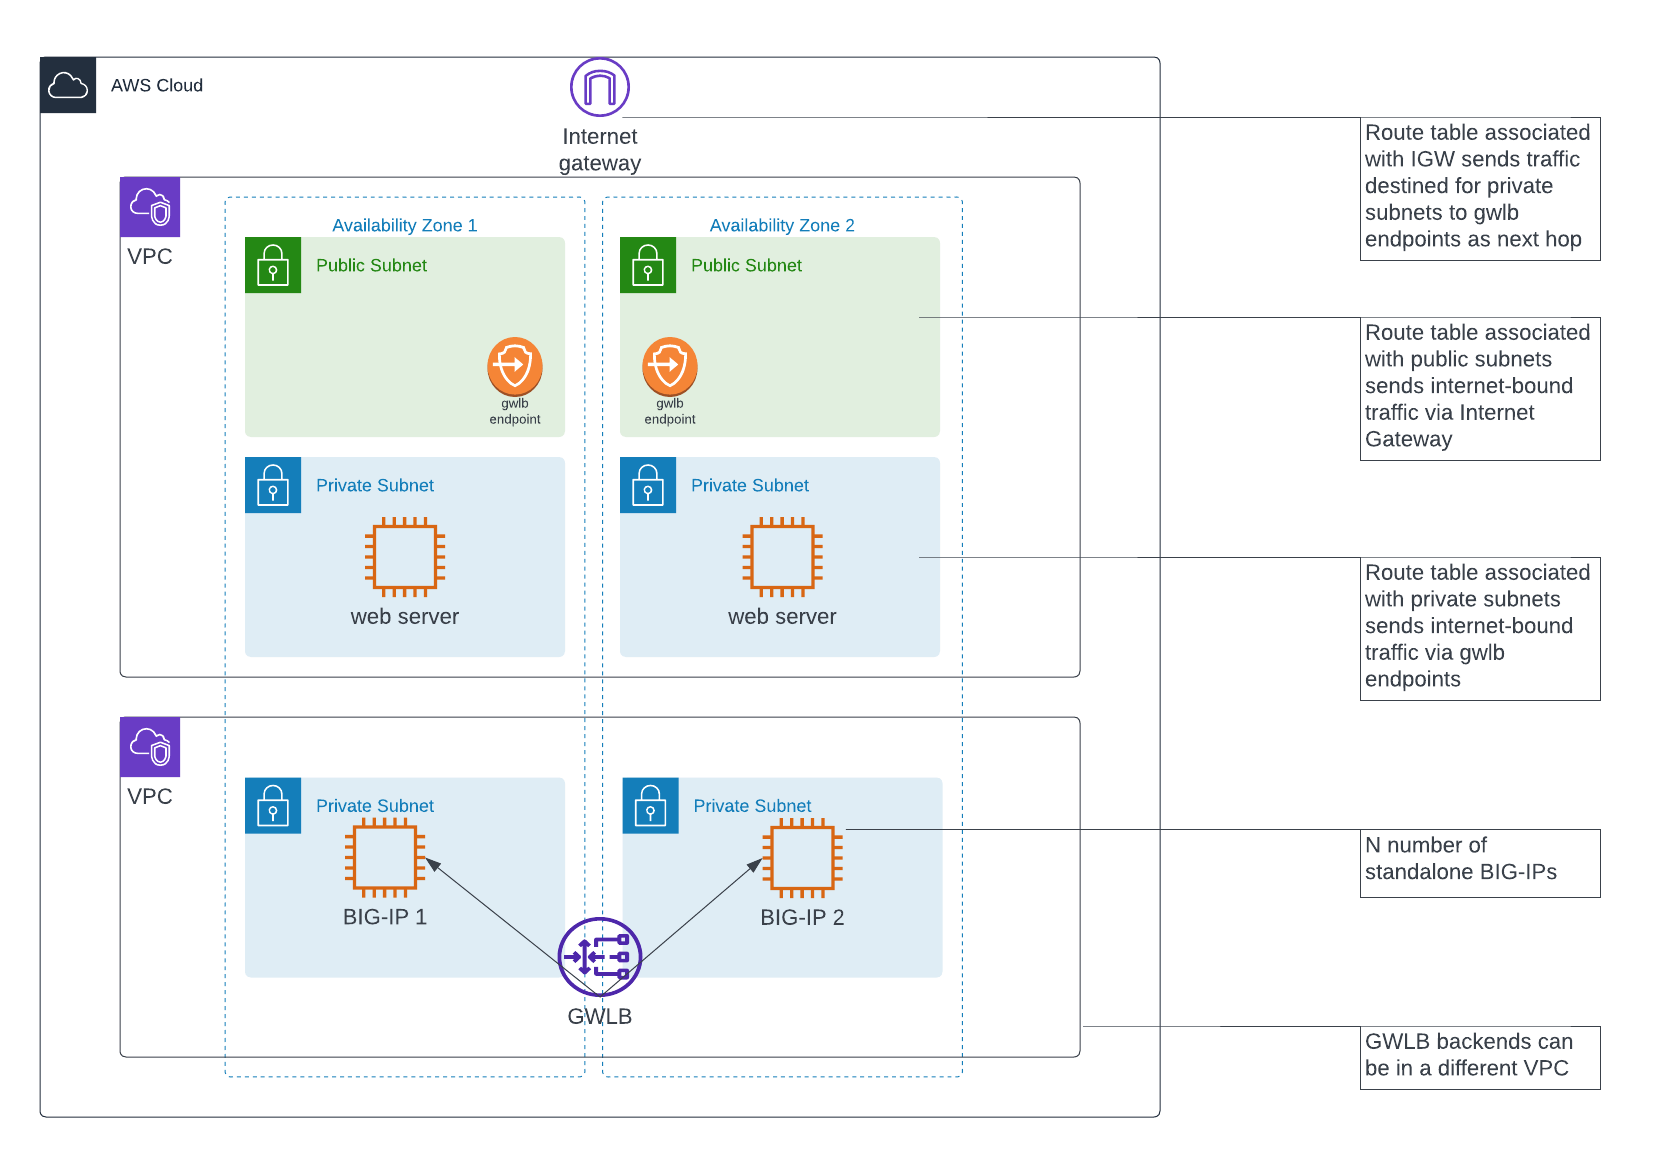 AWS Cloud
Internet
gateway
Route table associated
with IGW sends traffic
destined for private
subnets to gwlb
endpoints as next hop
VPC
Availability Zone 1
Availability Zone 2
Public Subnet
Public Subnet
gwlb
endpoint
gwlb
endpoint
Route table associated
with public subnets
sends internet-bound
traffic via Internet
Gateway
Private Subnet
Private Subnet
web server
web server
Route table associated
with private subnets
sends internet-bound
traffic via gwlb
endpoints
VPC
Private Subnet
Private Subnet
BIG-IP 1
BIG-IP 2
N number of
standalone BIG-IPs
GWLB
GWLB backends can
be in a different VPC